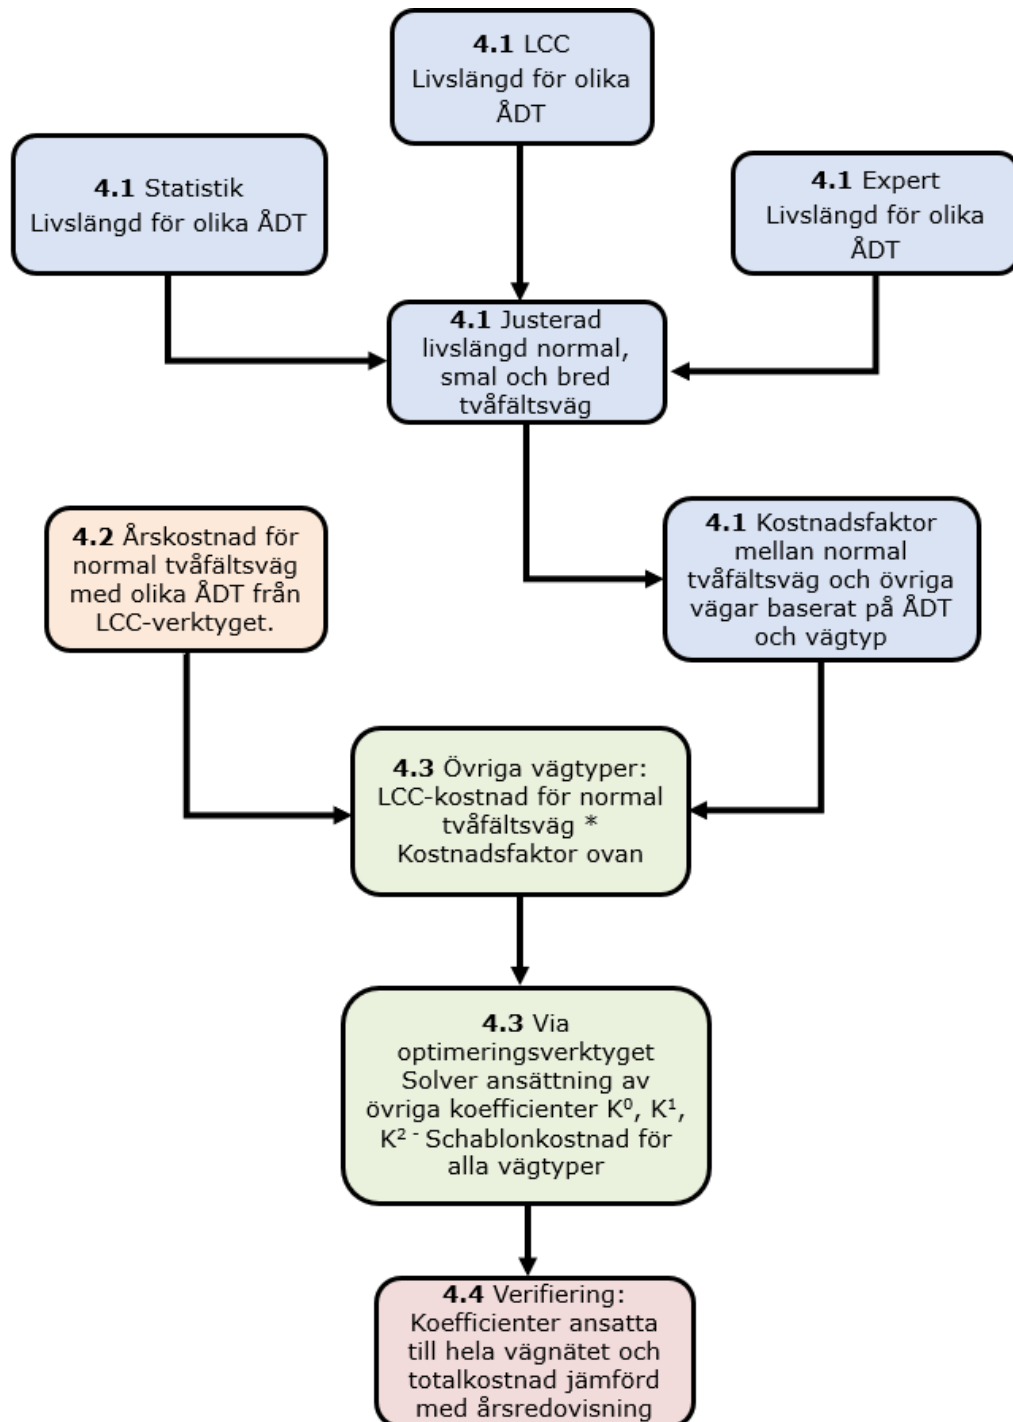 4.1 LCC
Livslängd för olika
ÅDT
4.1 Statistik
Livslängd för olika ÅDT
4.1 Expert
Livslängd för olika
ÅDT
4.1 Justerad
livslängd normal,
smal och bred
tvåfältsväg
4.2 Årskostnad för
normal tvåfältsväg
med olika ÅDT från
LCC-verktyget.
4.1 Kostnadsfaktor
mellan normal
tvåfältsväg och övriga
vägar baserat på ÅDT
och vägtyp
4.3 Övriga vägtyper:
LCC-kostnad för normal
tvåfältsväg *
Kostnadsfaktor ovan
4.3 Via
optimeringsverktyget
Solver ansättning av
övriga koefficienter K⁰, K¹,
K² ⁻ Schablonkostnad för
alla vägtyper
4.4 Verifiering:
Koefficienter ansatta
till hela vägnätet och
totalkostnad jämförd
med årsredovisning